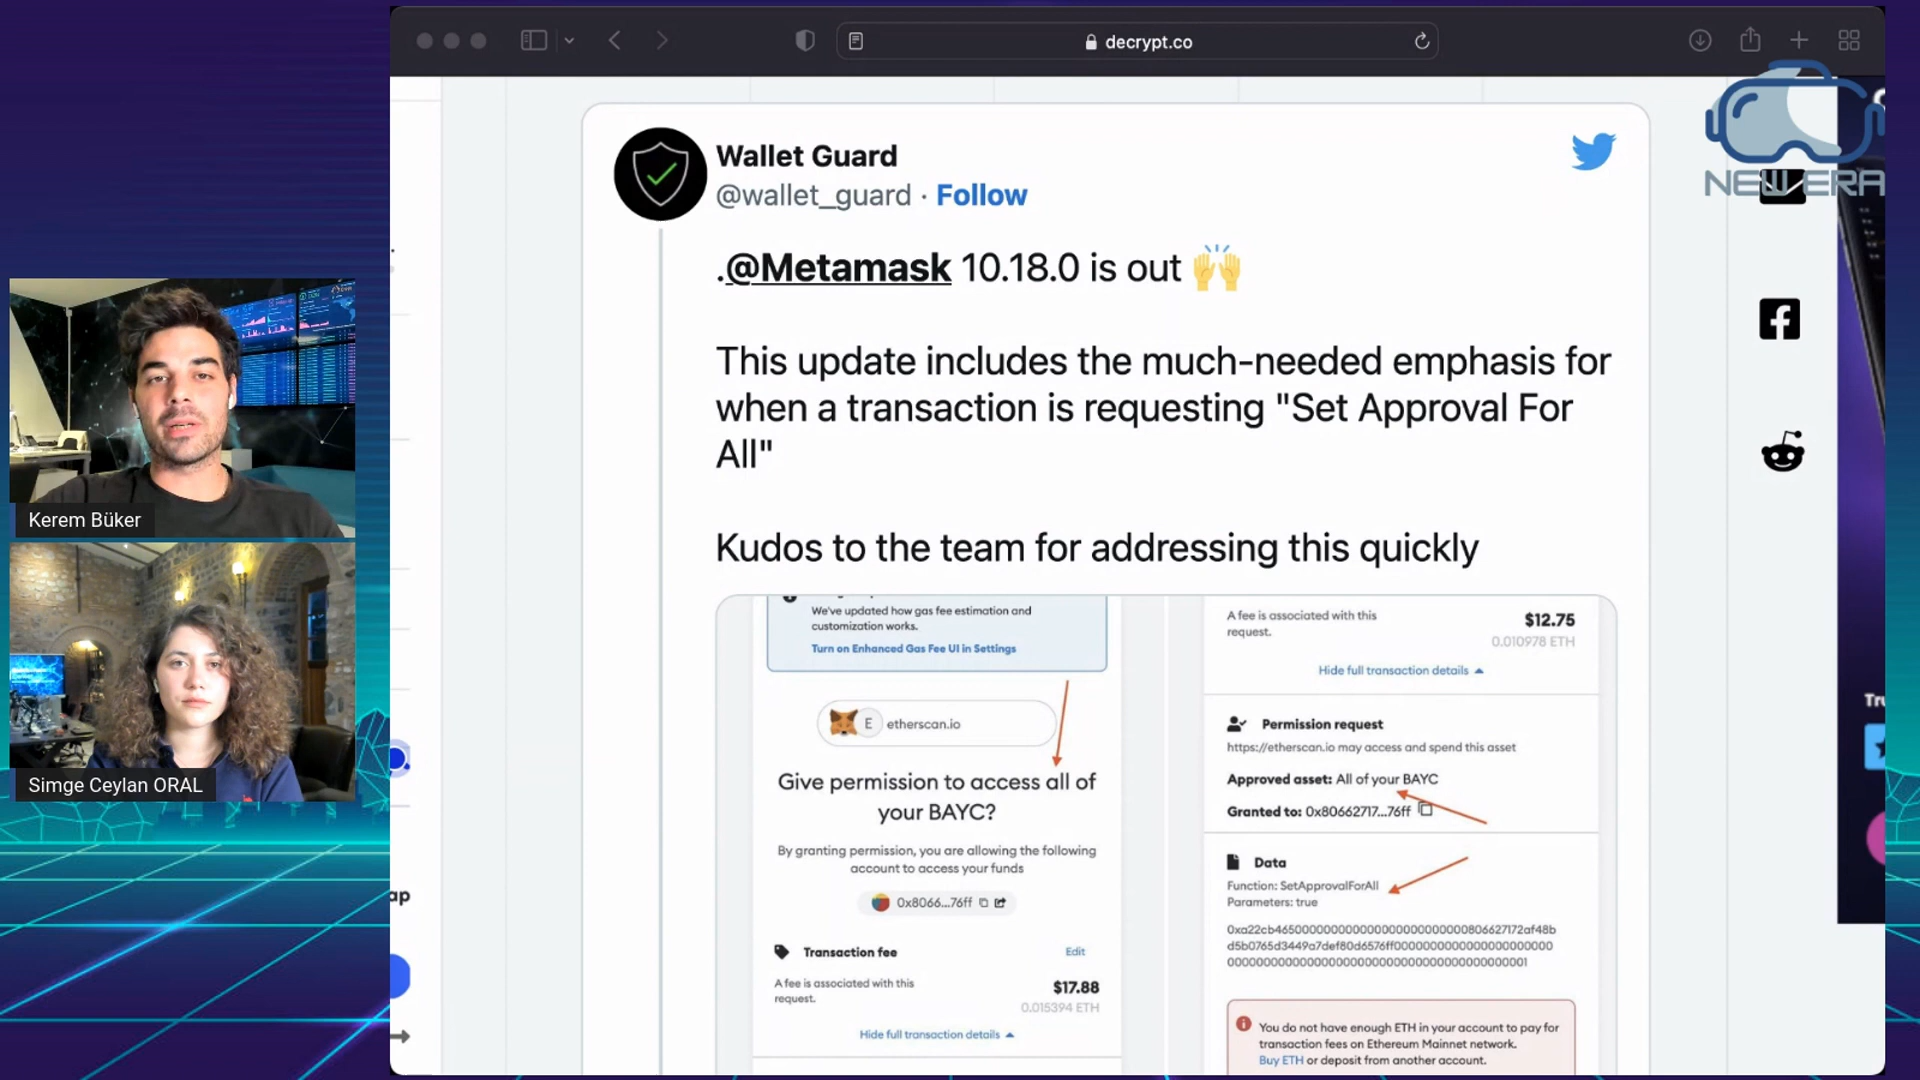 decrypt.co
NEW ERA
Wallet Guard
@wallet_guard · Follow
.@Metamask 10.18.0 is out 🙌
This update includes the much-needed emphasis for
when a transaction is requesting "Set Approval For
All"
Kudos to the team for addressing this quickly
We've updated how gas fee estimation and
customization works.
Turn on Enhanced Gas Fee UI in Settings
E etherscan.io
Give permission to access all of
your BAYC?
By granting permission, you are allowing the following
account to access your funds
0x8066...76ff
Transaction fee
Edit
A fee is associated with this
request.
$17.88
0.015394 ETH
Hide full transaction details
A fee is associated with this
request.
$12.75
0.010978 ETH
Hide full transaction details
Permission request
https://etherscan.io may access and spend this asset
Approved asset: All of your BAYC
Granted to: 0x80662717...76ff
Data
Function: SetApprovalForAll
Parameters: true
You do not have enough ETH in your account to pay for
transaction fees on Ethereum Mainnet network.
Buy ETH or deposit from another account.
Kerem Büker
Simge Ceylan ORAL